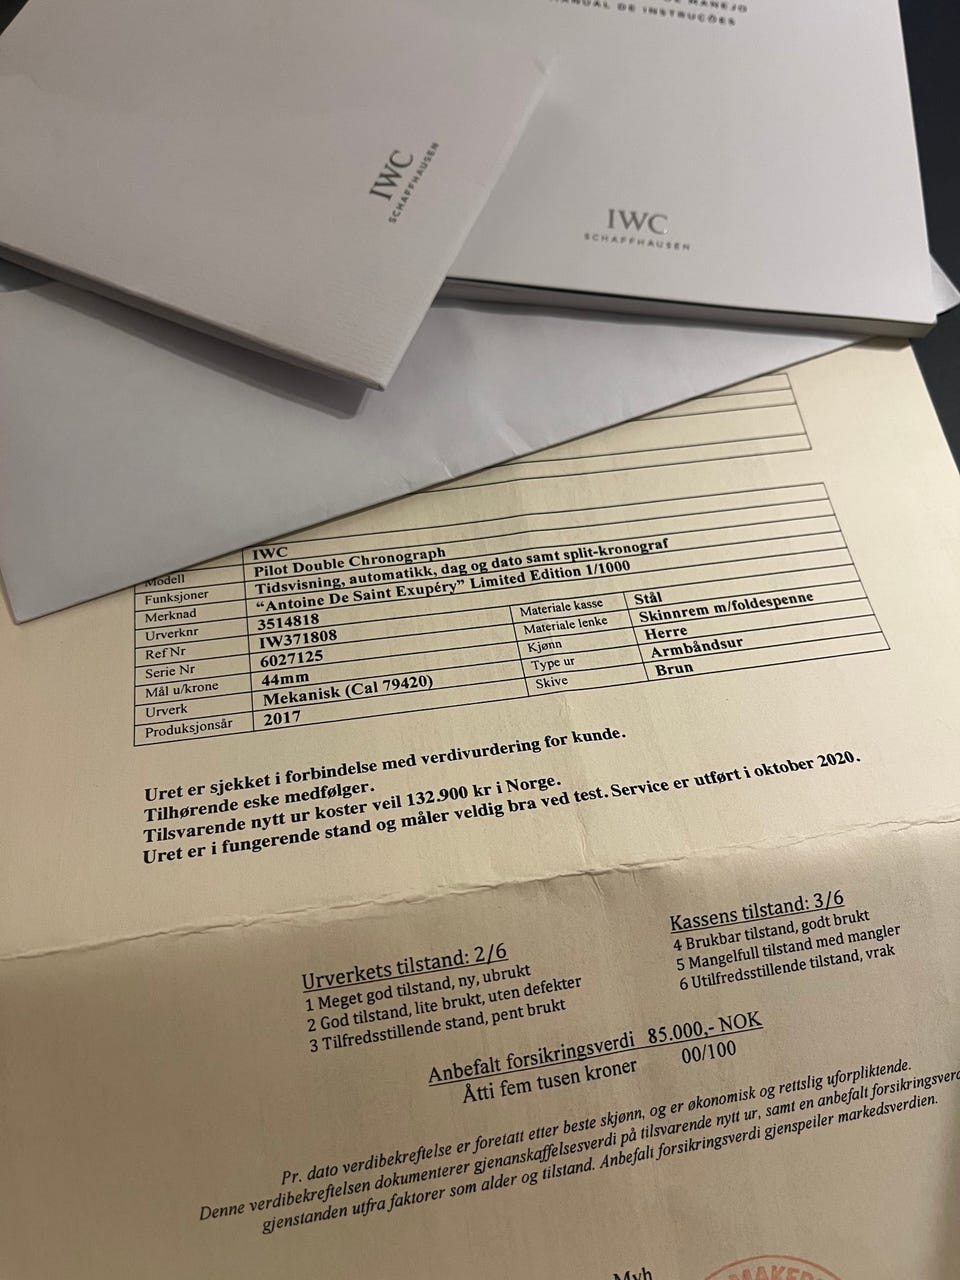 DE MANEJO
MANUAL DE INSTRUÇÕES
IWC
SCHAFFHAUSEN
IWC
SCHAFFHAUSEN
IWC
Modell Pilot Double Chronograph
Funksjoner Tidsvisning, automatikk, dag og dato samt split-kronograf
Merknad “Antoine De Saint Exupéry” Limited Edition 1/1000
Urverknr 3514818 Materiale kasse Stål
Ref Nr IW371808 Materiale lenke Skinnrem m/foldespenne
Serie Nr 6027125 Kjønn Herre
Mål u/krone 44mm Type ur Armbåndsur
Urverk Mekanisk (Cal 79420) Skive Brun
Produksjonsår 2017
Uret er sjekket i forbindelse med verdivurdering for kunde.
Tilhørende eske medfølger.
Tilsvarende nytt ur koster veil 132.900 kr i Norge.
Uret er i fungerende stand og måler veldig bra ved test. Service er utført i oktober 2020.
Urverkets tilstand: 2/6
1 Meget god tilstand, ny, ubrukt
2 God tilstand, lite brukt, uten defekter
3 Tilfredsstillende stand, pent brukt
Kassens tilstand: 3/6
4 Brukbar tilstand, godt brukt
5 Mangelfull tilstand med mangler
6 Utilfredsstillende tilstand, vrak
Anbefalt forsikringsverdi 85.000,- NOK
Åtti fem tusen kroner 00/100
Pr. dato verdibekreftelse er foretatt etter beste skjønn, og er økonomisk og rettslig uforpliktende.
Denne verdibekreftelsen dokumenterer gjenanskaffelsesverdi på tilsvarende nytt ur, samt en anbefalt forsikringsverd
gjenstanden utfra faktorer som alder og tilstand. Anbefalt forsikringsverdi gjenspeiler markedsverdien.
Mvh
MAKER